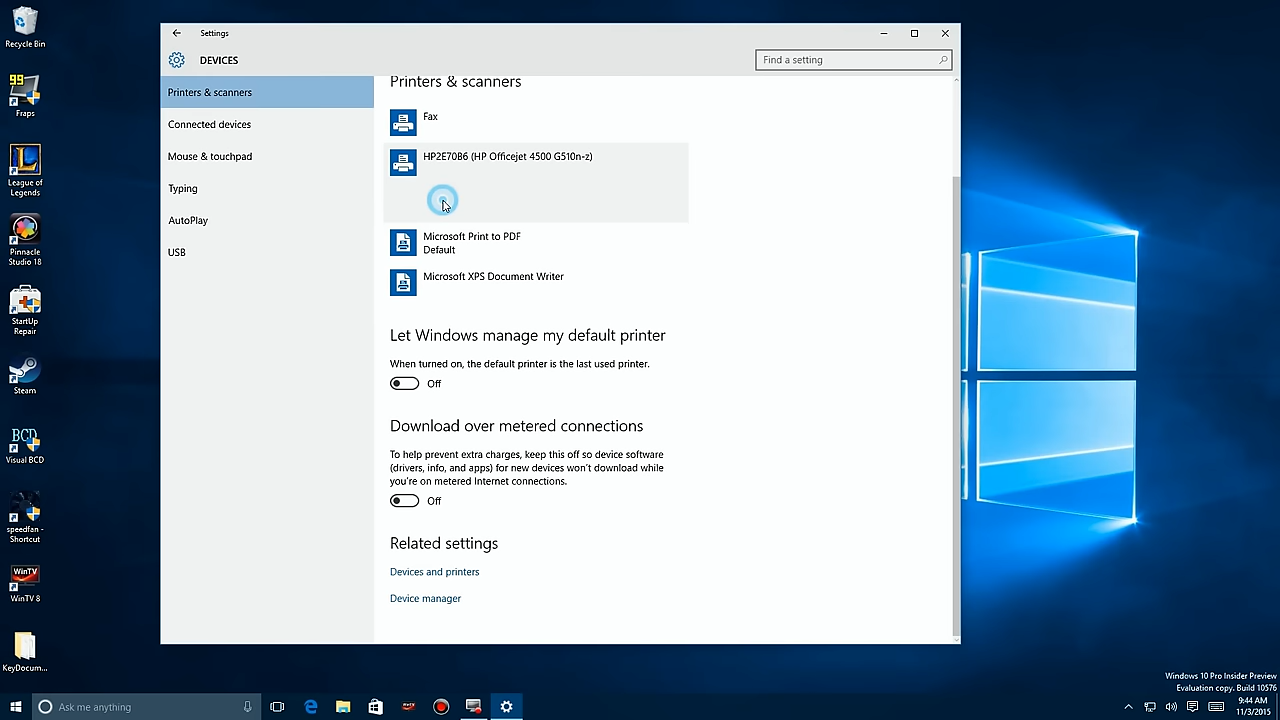 Recycle Bin
99
Fraps
League of
Legends
Pinnacle
Studio 18
StartUp
Repair
Steam
BCD
Visual BCD
speedfan -
Shortcut
WinTV
WinTV 8
KeyDocum...
Settings
DEVICES
Find a setting
Printers & scanners
Connected devices
Mouse & touchpad
Typing
AutoPlay
USB
Printers & scanners
Fax
HP2E70B6 (HP Officejet 4500 G510n-z)
Microsoft Print to PDF
Default
Microsoft XPS Document Writer
Let Windows manage my default printer
When turned on, the default printer is the last used printer.
Off
Download over metered connections
To help prevent extra charges, keep this off so device software
(drivers, info, and apps) for new devices won't download while
you're on metered Internet connections.
Off
Related settings
Devices and printers
Device manager
Windows 10 Pro Insider Preview
Evaluation copy. Build 10576
Ask me anything
9:44 AM
11/3/2015